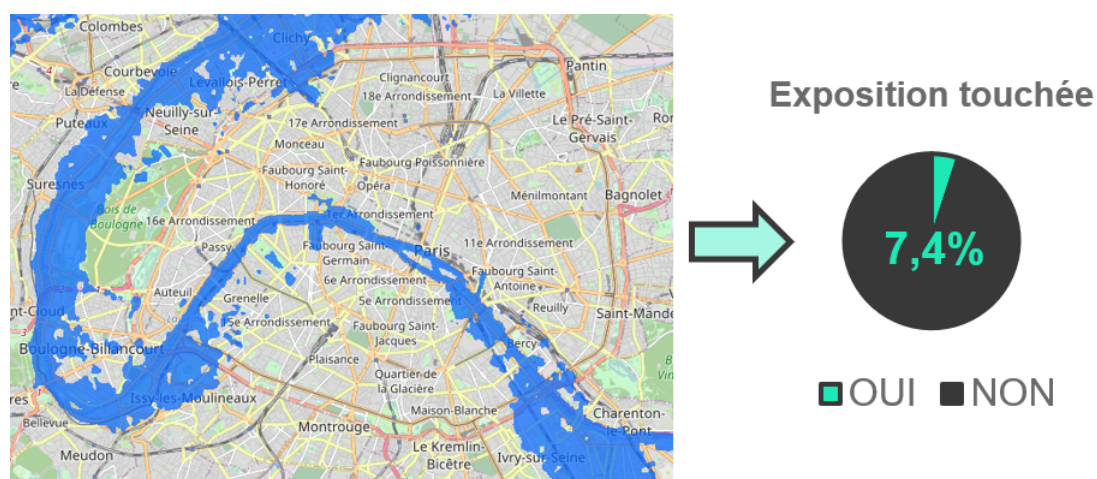 Colombes
Clichy
Courbevoie
Levallois-Perret
La Défense
Pantin
Clignancourt
18e Arrondissement
La Villette
Puteaux
Neuilly-sur-
Seine
17e Arrondissement
Le Pré-Saint-
Gervais
Monceau
Faubourg Poissonnière
Faubourg Saint-
Honoré
Opéra
Suresnes
Ménilmontant
Bagnolet
Bois de
Boulogne
16e Arrondissement
1er Arrondissement
Passy
Faubourg Saint-
Germain
Paris
11e Arrondissement
6e Arrondissement
Faubourg Saint-
Antoine
Auteuil
Grenelle
5e Arrondissement
Reuilly
Saint-Mandé
nt-Cloud
15e Arrondissement
Faubourg Saint-
Jacques
Boulogne-Billancourt
Bercy
Plaisance
Quartier de
la Glacière
Issy-les-Moulineaux
Maison-Blanche
Charenton-
le-Pont
Bellevue
Montrouge
Meudon
Le Kremlin-
Bicêtre
Ivry-sur-Seine
Exposition touchée
7,4%
OUI NON